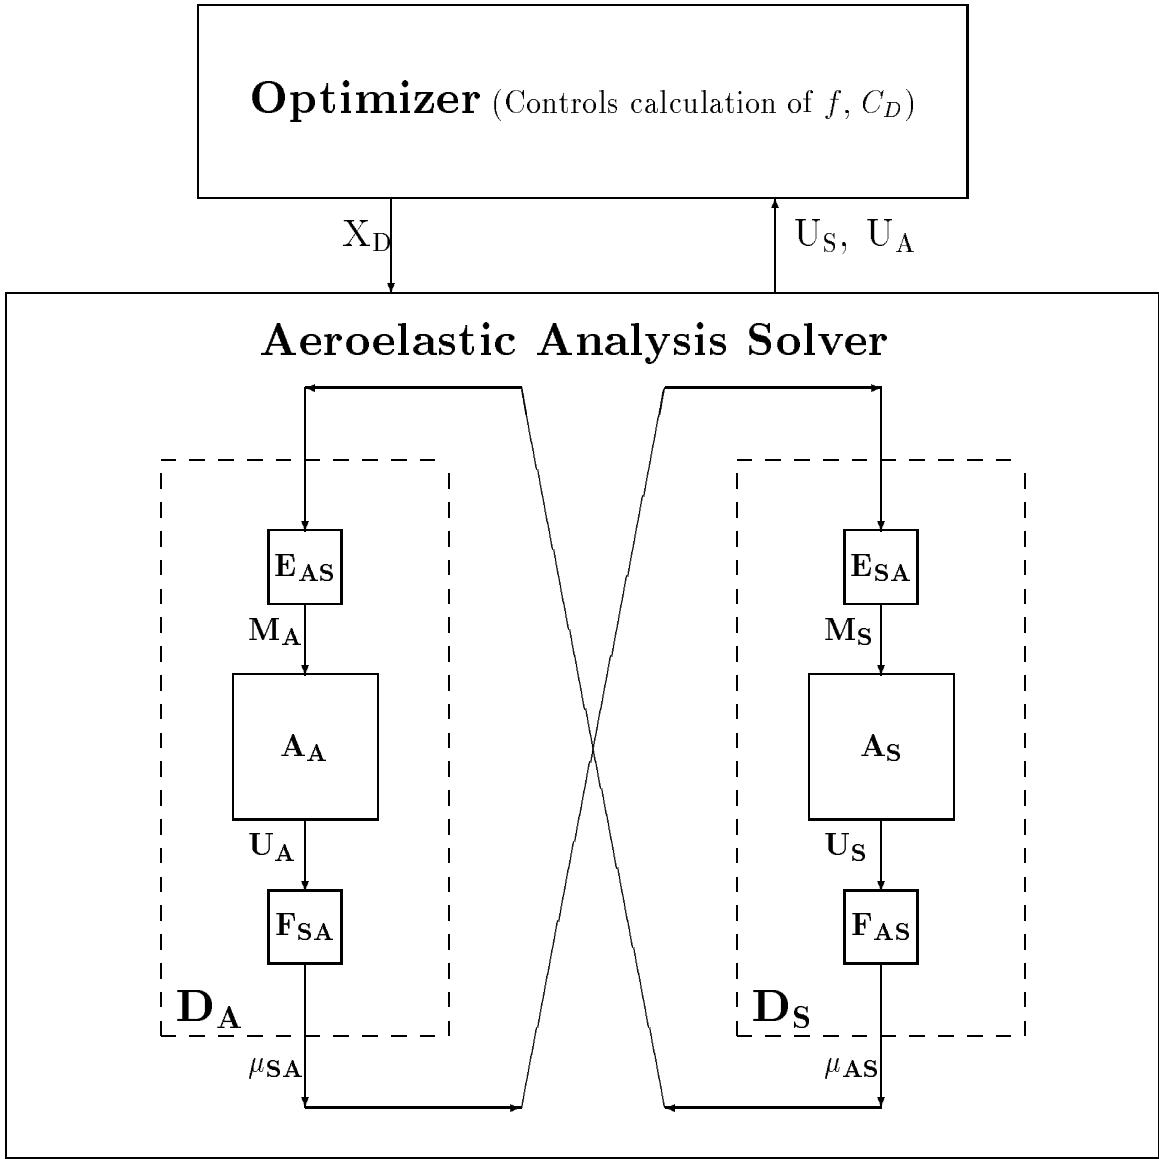 Optimizer (Controls calculation of f, C_D)
X_D
U_S, U_A
Aeroelastic Analysis Solver
E_AS
E_SA
M_A
M_S
A_A
A_S
U_A
U_S
F_SA
F_AS
D_A
D_S
μ_SA
μ_AS